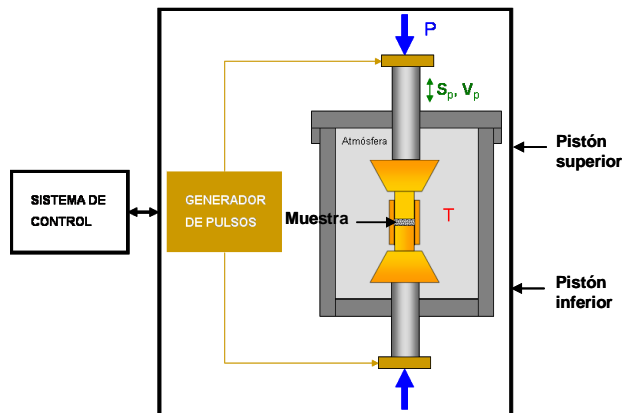 P
Sp, Vp
Atmósfera
Pistón
superior
SISTEMA DE
CONTROL
GENERADOR
DE PULSOS
Muestra
T
Pistón
inferior